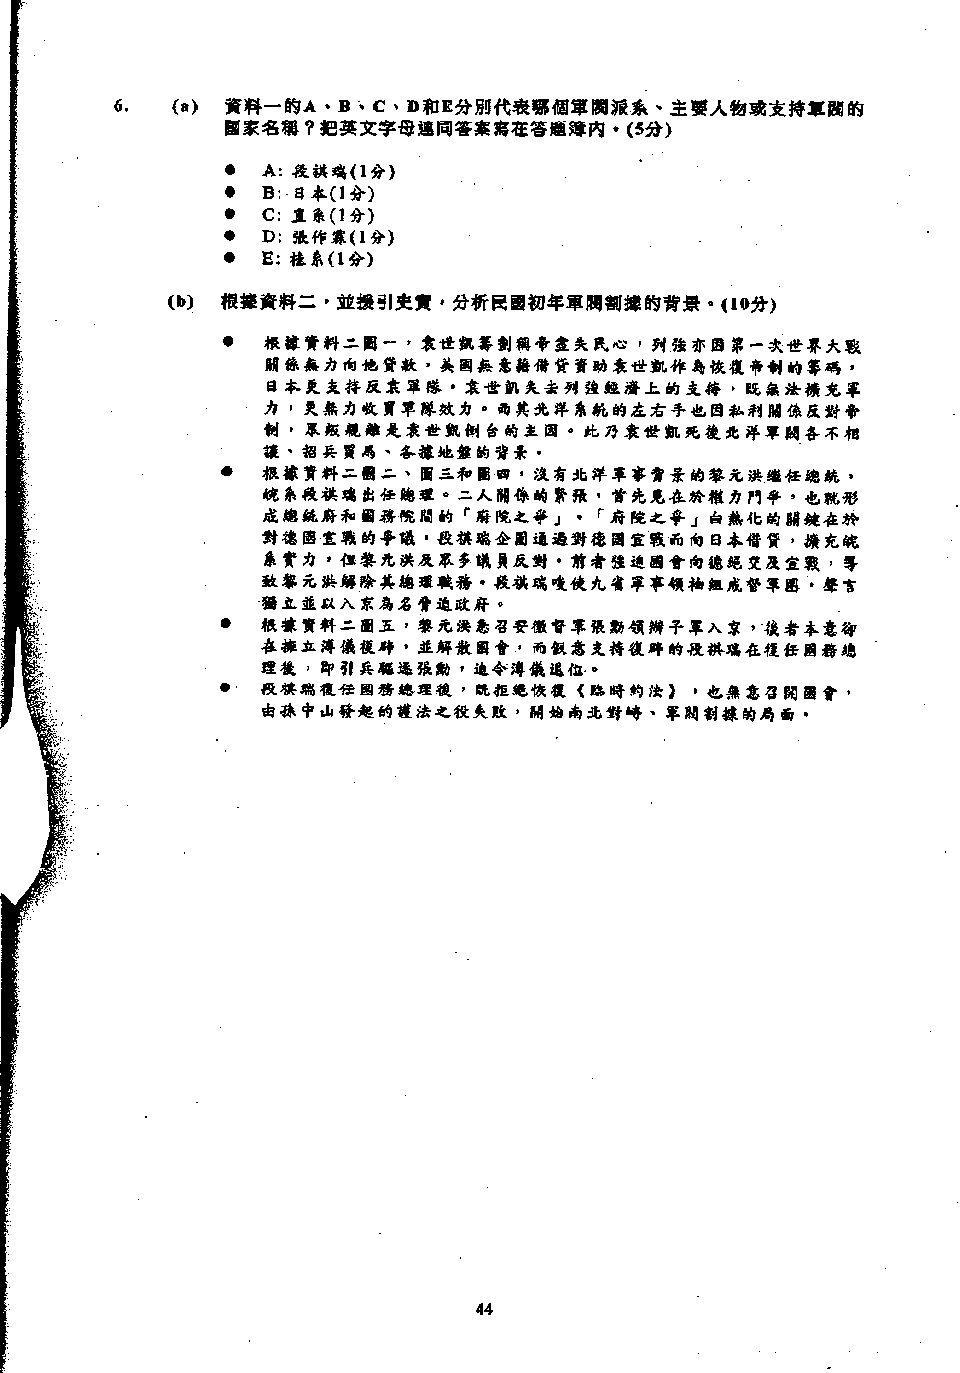 6. (a) 資料一的A、B、C、D和E分別代表哪個軍閥派系、主要人物或支持軍閥的
國家名稱？把英文字母連同答案寫在答題簿內。(5分)
● A: 段祺瑞(1分)
● B: 日本(1分)
● C: 直系(1分)
● D: 張作霖(1分)
● E: 桂系(1分)
(b) 根據資料二，並援引史實，分析民國初年軍閥割據的背景。(10分)
● 根據資料二圖一，袁世凱籌劃稱帝盡失民心，列強亦因第一次世界大戰
關係無力向他貸款，英國無意藉借貸資助袁世凱作為恢復帝制的籌碼，
日本更支持反袁軍隊。袁世凱失去列強經濟上的支持，既無法擴充軍
力，更無力收買軍隊效力。而其北洋系統的左右手也因私利關係反對帝
制，眾叛親離是袁世凱倒台的主因。此乃袁世凱死後北洋軍閥各不相
讓、招兵買馬、各據地盤的背景。
● 根據資料二圖二、圖三和圖四，沒有北洋軍事背景的黎元洪繼任總統，
皖系段祺瑞出任總理。二人關係的緊張，首先見在於權力鬥爭，也就形
成總統府和國務院間的「府院之爭」。「府院之爭」白熱化的關鍵在於
對德國宣戰的爭議。段祺瑞企圖通過對德國宣戰而向日本借貸，擴充皖
系實力，但黎元洪及眾多議員反對。前者強迫國會向德絕交及宣戰，導
致黎元洪解除其總理職務。段祺瑞唆使九省軍事領袖組成督軍團，聲言
獨立並以入京為名脅迫政府。
● 根據資料二圖五，黎元洪急召安徽督軍張勳領辮子軍入京，後者本意卻
在擁立溥儀復辟，並解散國會，而假意支持復辟的段祺瑞在復任國務總
理後，即引兵驅逐張勳，迫令溥儀退位。
● 段祺瑞復任國務總理後，既拒絕恢復《臨時約法》，也無意召開國會，
由孫中山發起的護法之役失敗，開始南北對峙、軍閥割據的局面。
44